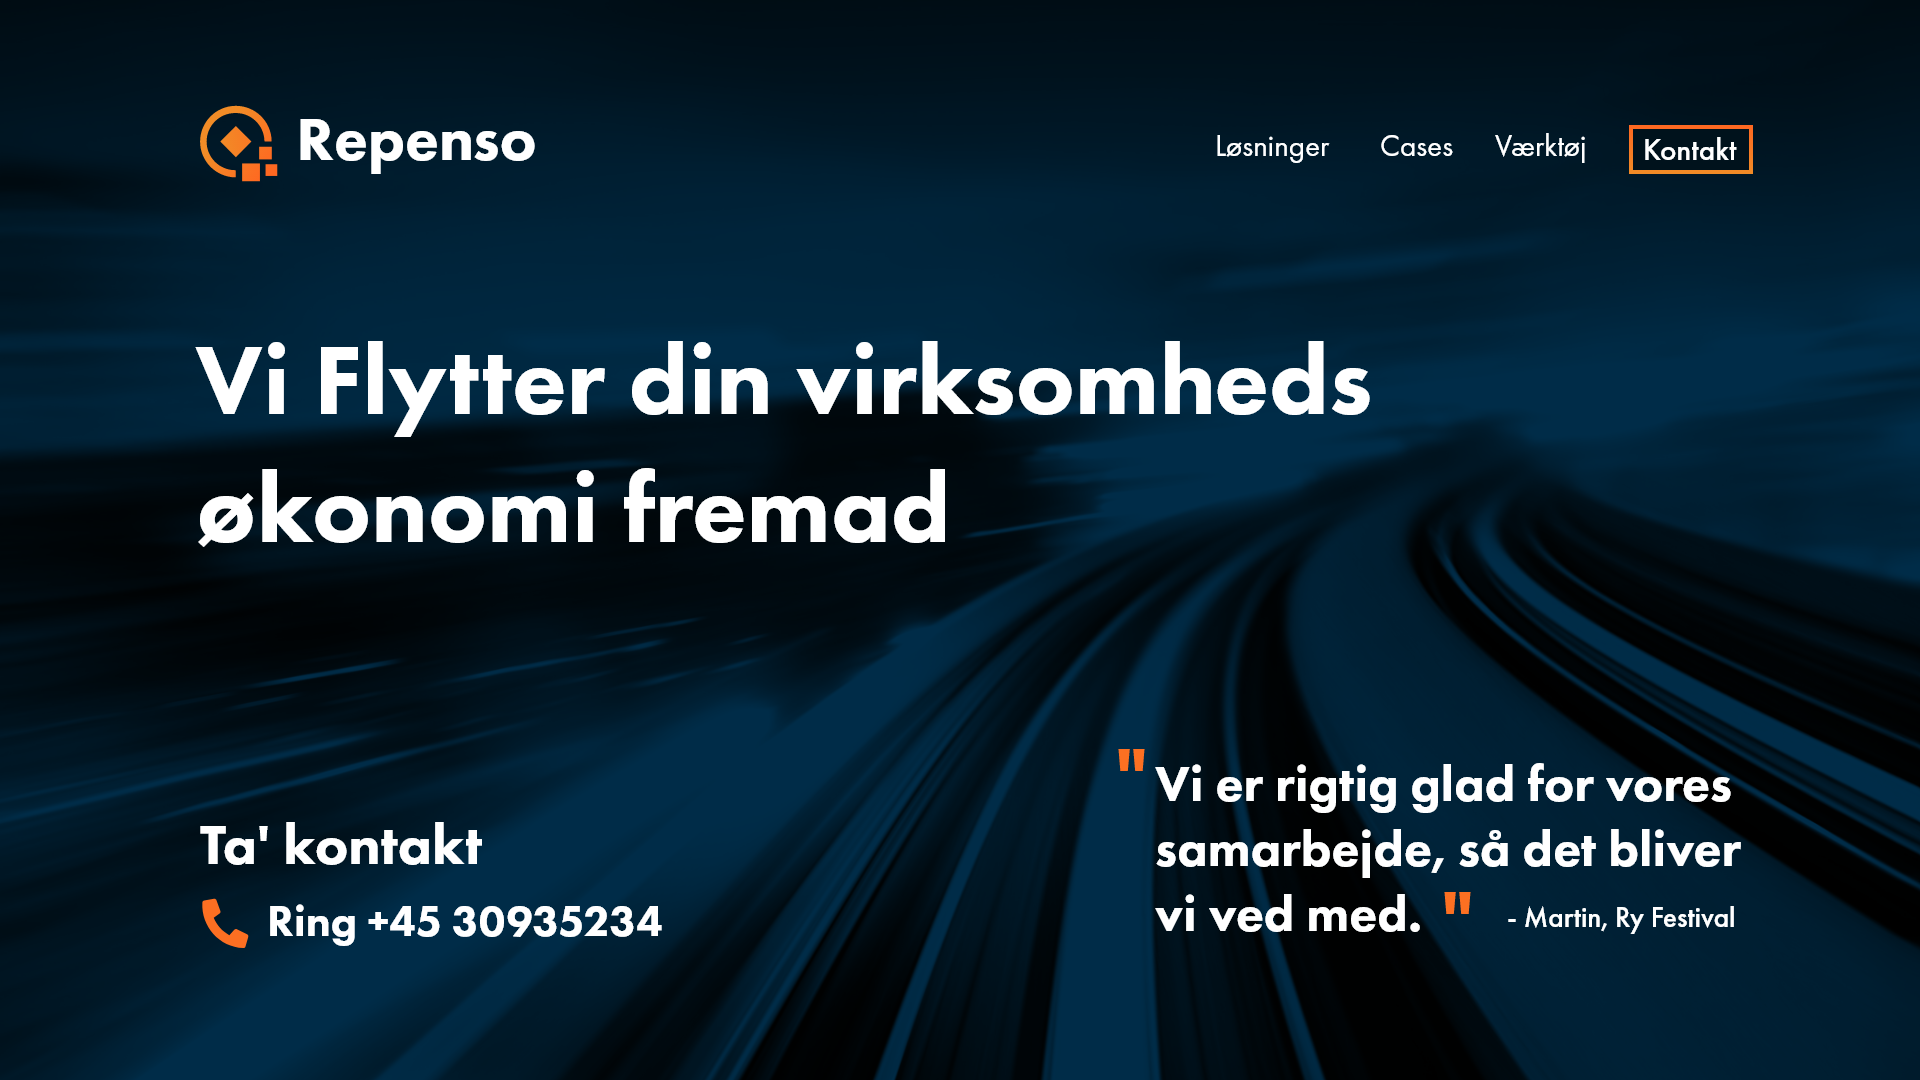 Repenso
Løsninger Cases Værktøj Kontakt
Vi Flytter din virksomheds
økonomi fremad
Ta' kontakt
Ring +45 30935234
"Vi er rigtig glad for vores
samarbejde, så det bliver
vi ved med. " - Martin, Ry Festival